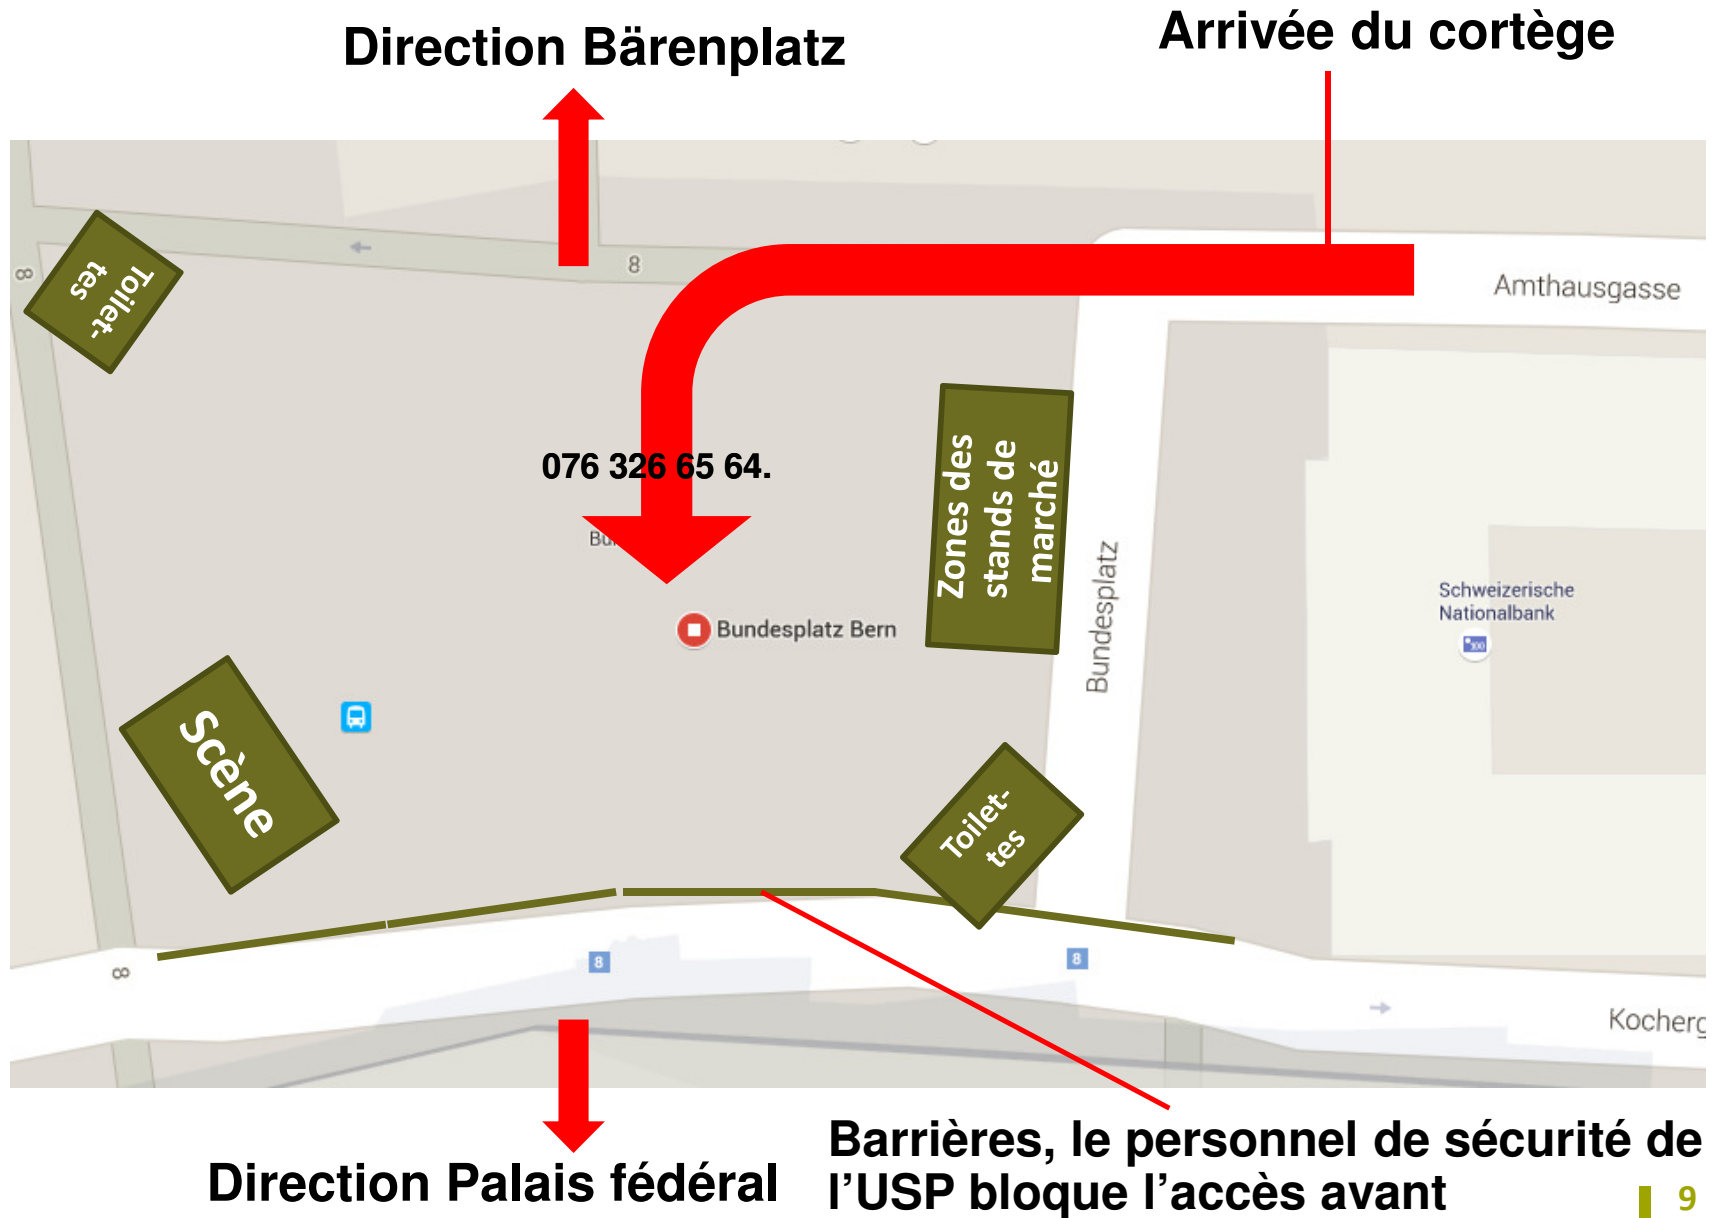 Direction Bärenplatz
Arrivée du cortège
Toilet-
tes
8
8
Amthausgasse
076 326 65 64.
Zones des
stands de
marché
Bundesplatz Bern
Bundesplatz
Schweizerische
Nationalbank
100
Scène
Toilet-
tes
8
8
8
Direction Palais fédéral
Barrières, le personnel de sécurité de
l’USP bloque l’accès avant
9